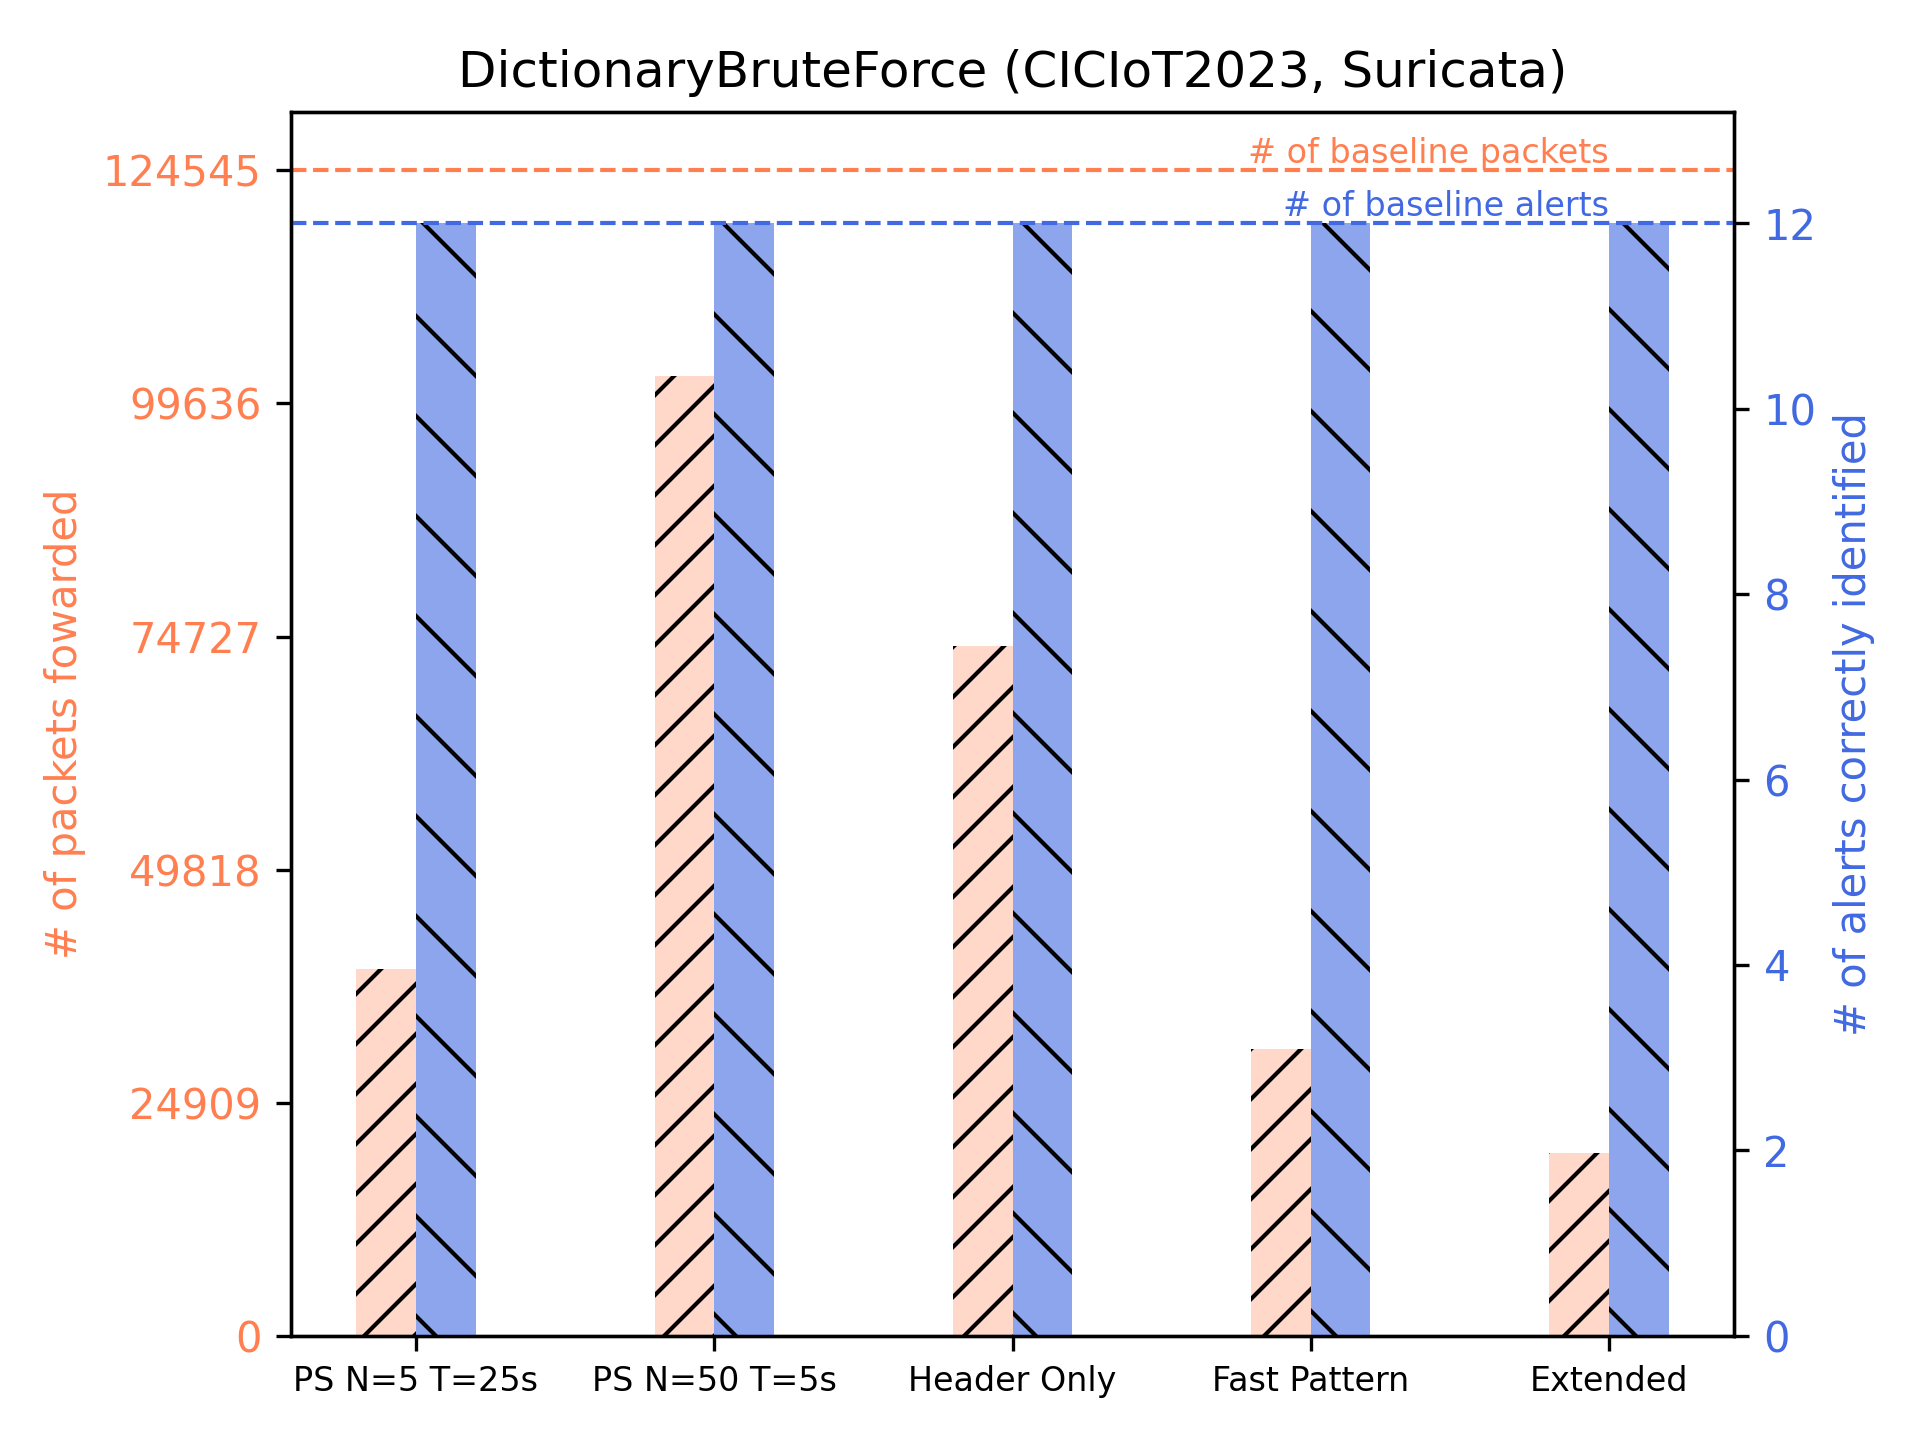 DictionaryBruteForce (CICIoT2023, Suricata)
# of baseline packets
# of baseline alerts
124545
99636
74727
49818
24909
0
# of packets fowarded
12
10
8
6
4
2
0
# of alerts correctly identified
PS N=5 T=25s
PS N=50 T=5s
Header Only
Fast Pattern
Extended